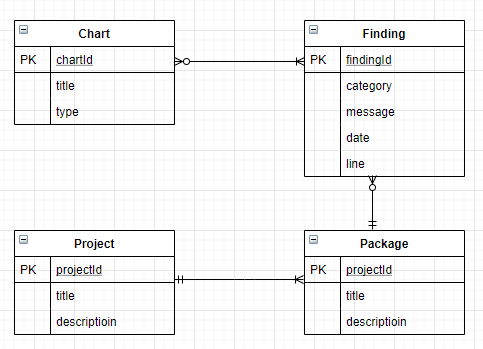 Chart
PK chartId
title
type
Finding
PK findingId
category
message
date
line
Project
PK projectId
title
descriptioin
Package
PK projectId
title
descriptioin